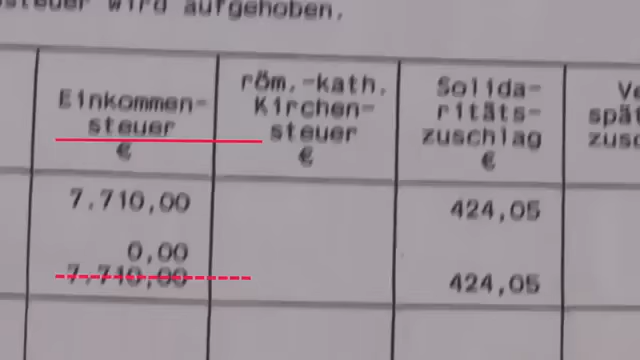 steuer wird aufgehoben.
Einkommen-
steuer
€
röm.-kath.
Kirchen-
steuer
€
Solida-
ritäts-
zuschlag
€
7.710,00
424,05
0,00
7.710,00
424,05